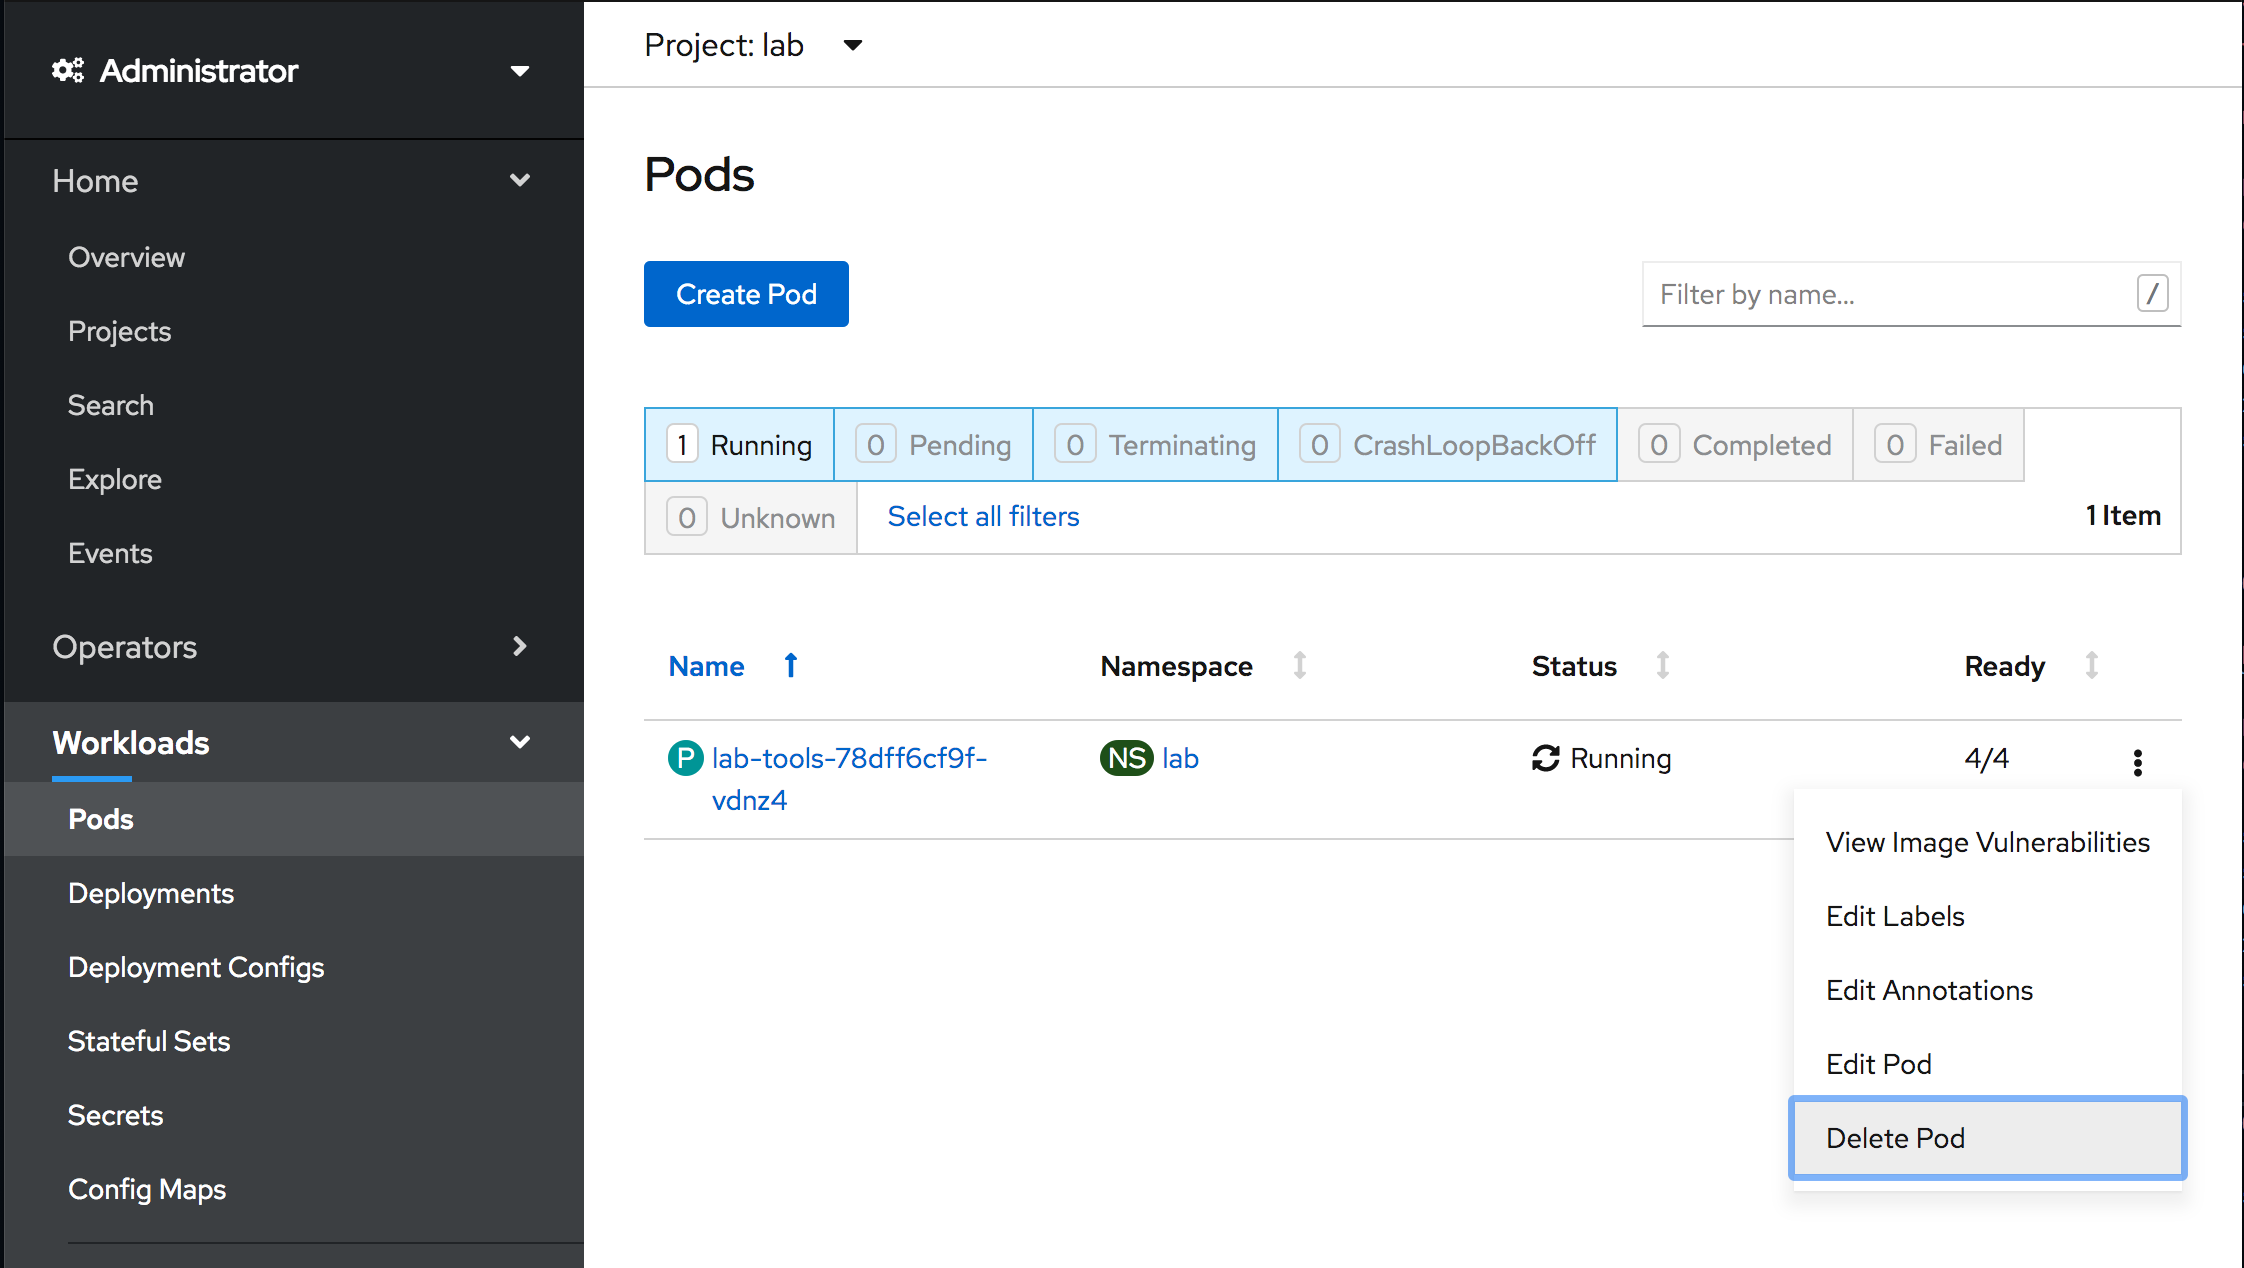 Administrator
Home
Overview
Projects
Search
Explore
Events
Operators
Workloads
Pods
Deployments
Deployment Configs
Stateful Sets
Secrets
Config Maps
Project: lab
Pods
Create Pod
Filter by name...
/
1 Running
0 Pending
0 Terminating
0 CrashLoopBackOff
0 Completed
0 Failed
0 Unknown
Select all filters
1 Item
Name
Namespace
Status
Ready
P lab-tools-78dff6cf9f-
vdnz4
NS lab
Running
4/4
View Image Vulnerabilities
Edit Labels
Edit Annotations
Edit Pod
Delete Pod